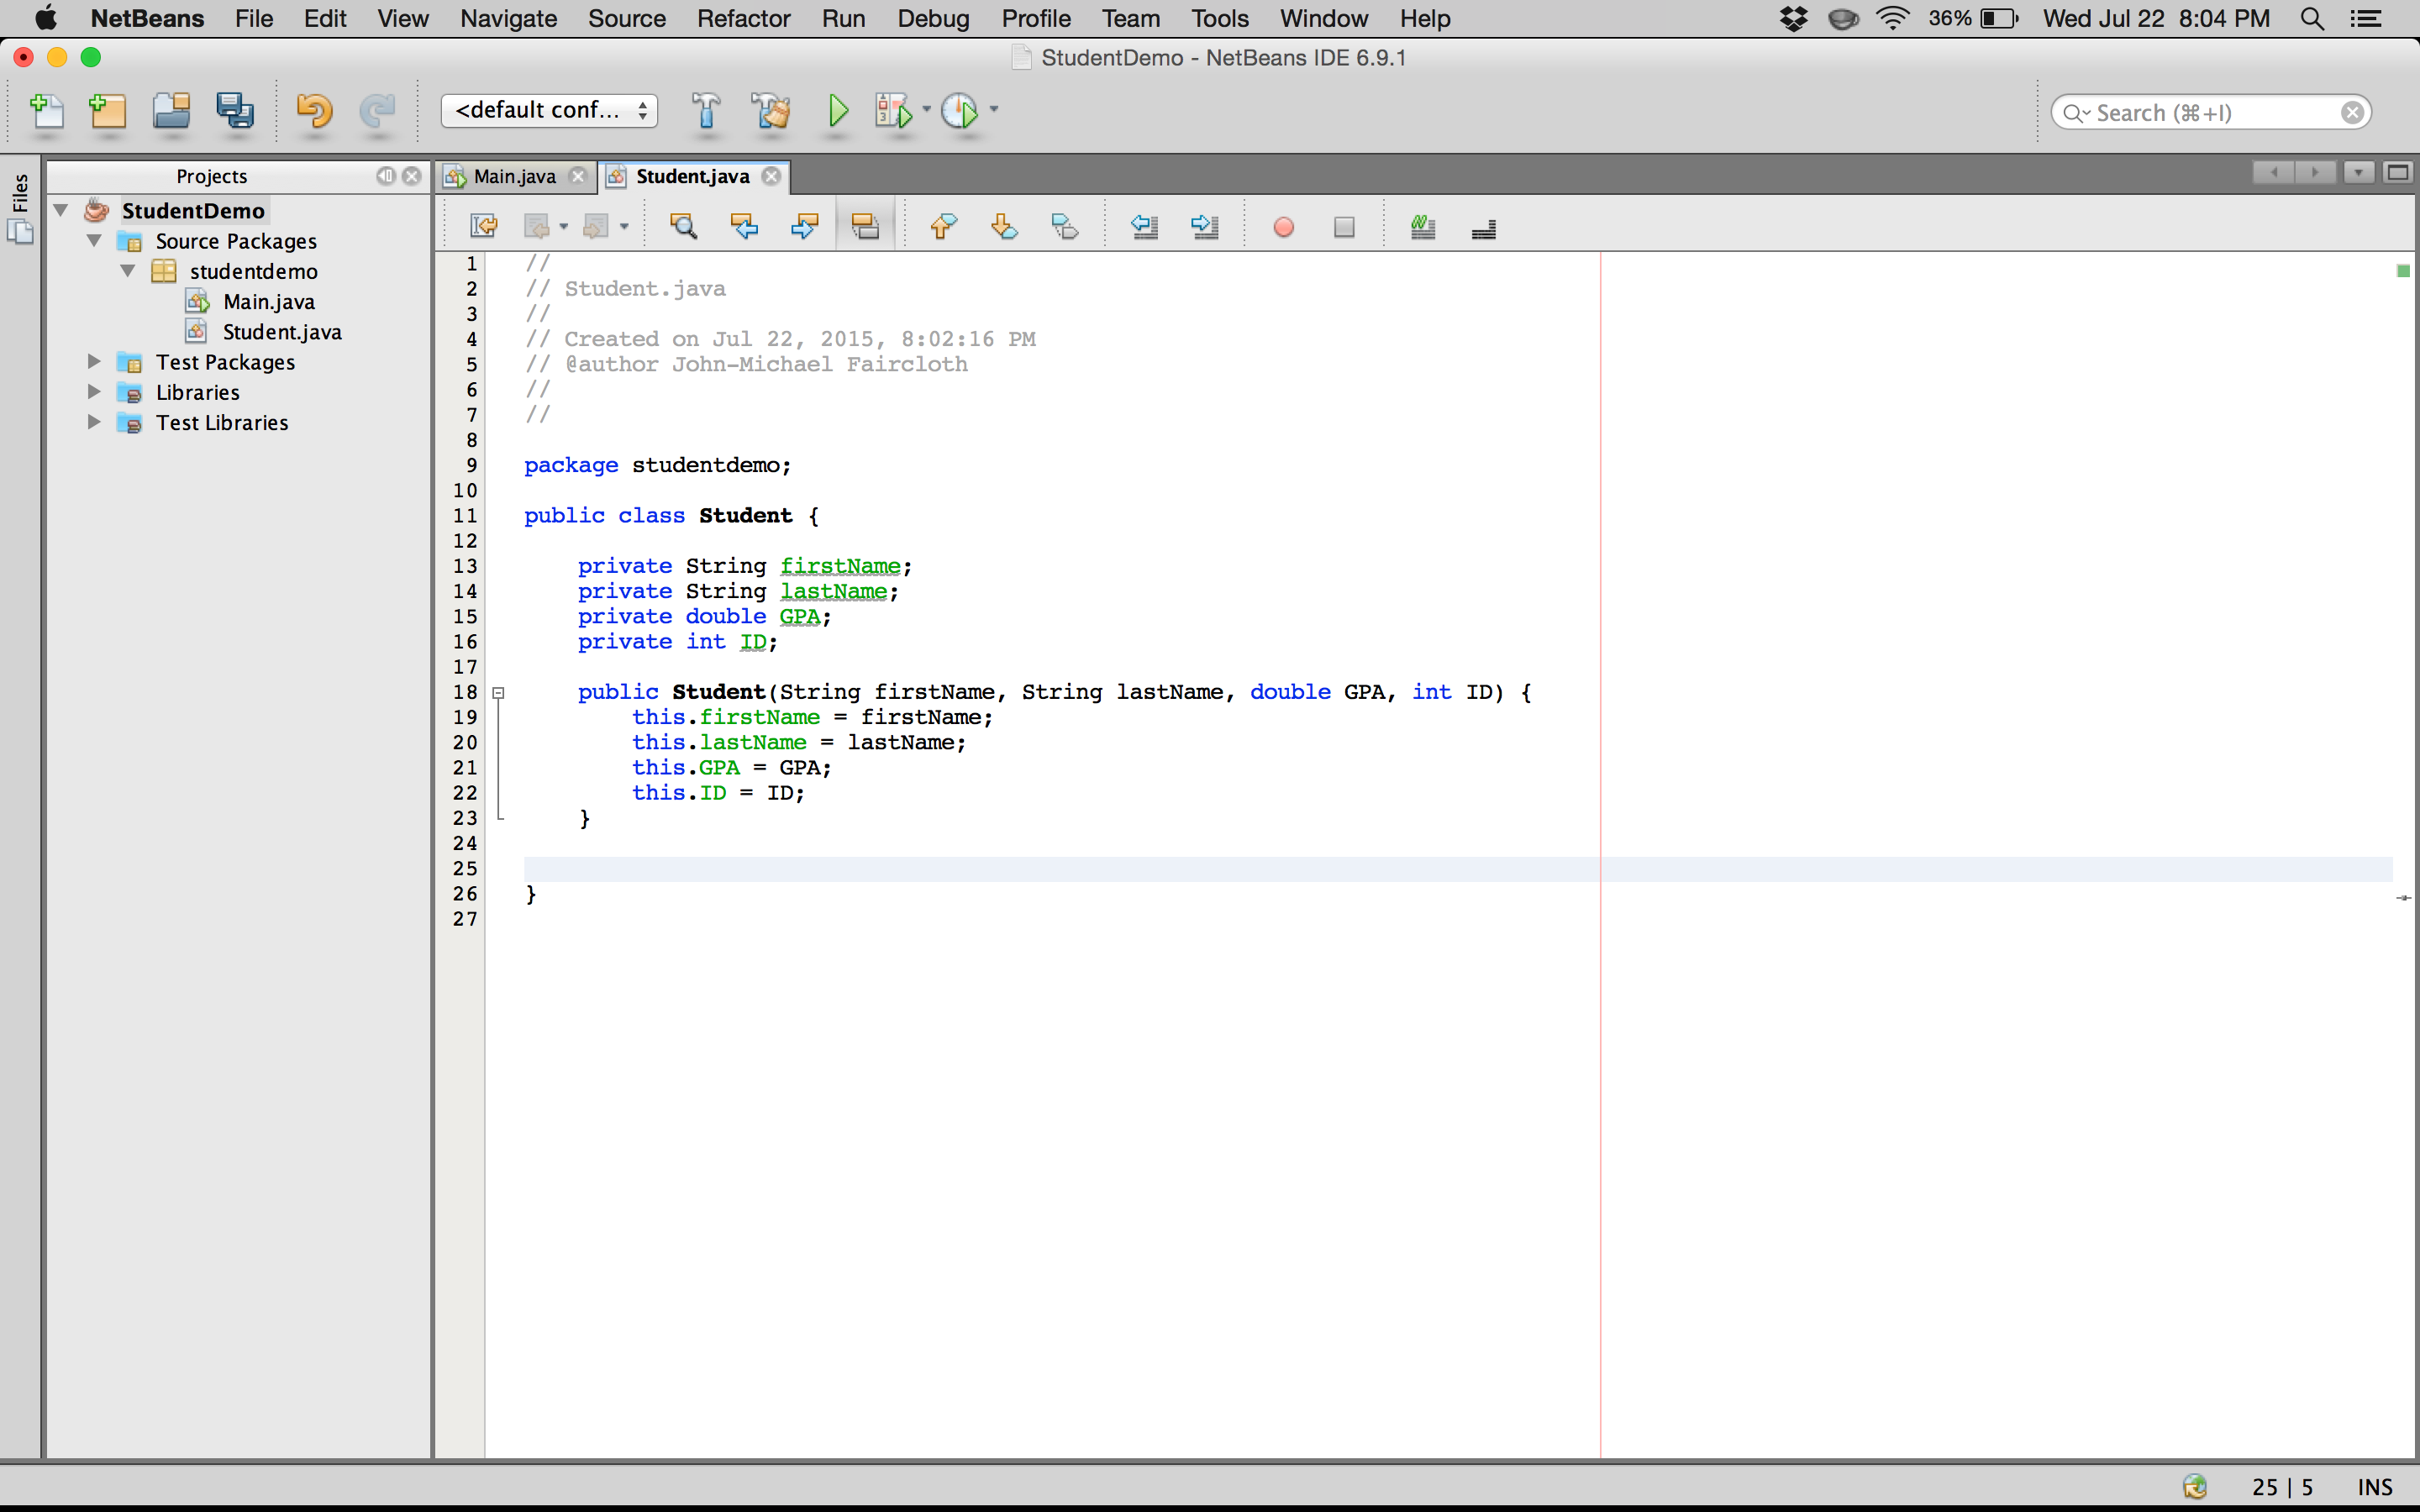 NetBeans File Edit View Navigate Source Refactor Run Debug Profile Team Tools Window Help 36% Wed Jul 22 8:04 PM
StudentDemo - NetBeans IDE 6.9.1
<default conf... Search (⌘+I)
Files
Projects
StudentDemo
Source Packages
studentdemo
Main.java
Student.java
Test Packages
Libraries
Test Libraries
Main.java Student.java
1 //
2 // Student.java
3 //
4 // Created on Jul 22, 2015, 8:02:16 PM
5 // @author John-Michael Faircloth
6 //
7 //
8
9 package studentdemo;
10
11 public class Student {
12
13 private String firstName;
14 private String lastName;
15 private double GPA;
16 private int ID;
17
18 public Student(String firstName, String lastName, double GPA, int ID) {
19 this.firstName = firstName;
20 this.lastName = lastName;
21 this.GPA = GPA;
22 this.ID = ID;
23 }
24
25
26 }
27
25 | 5 INS